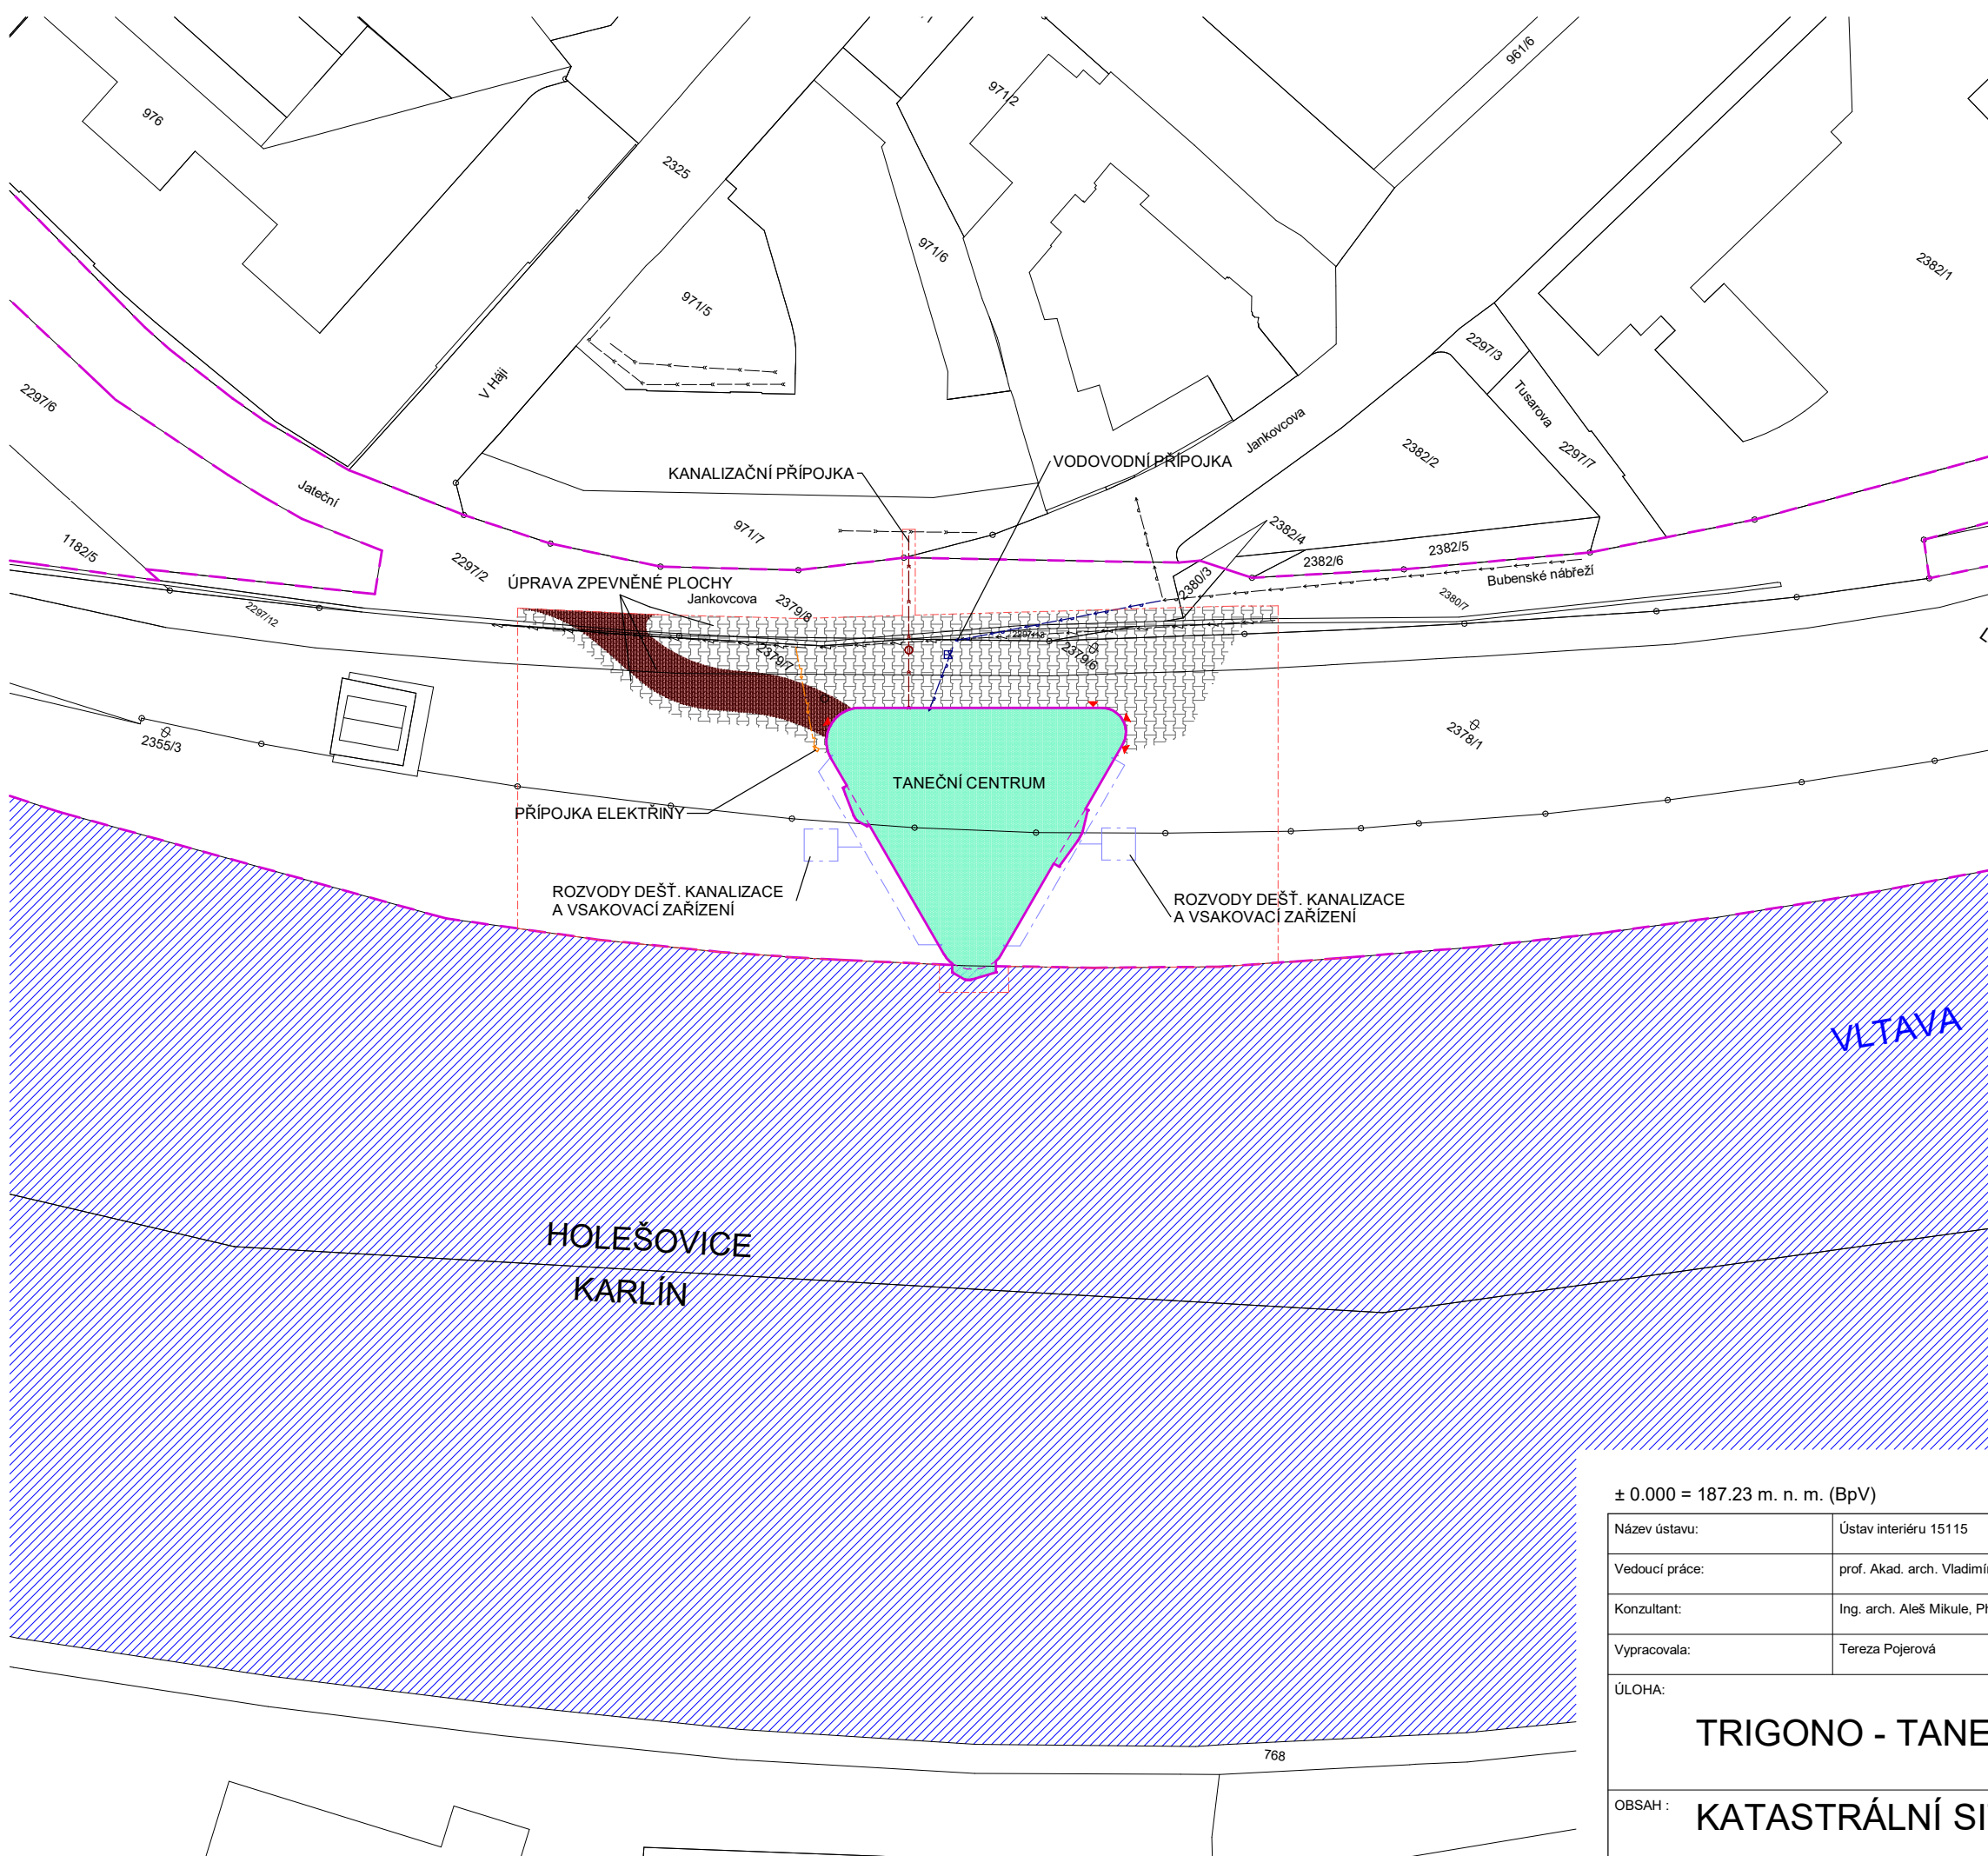 961/6
971/2
976
2325
971/6
2382/1
971/5
2297/3
2297/6
V Háji
Tusarova
Jankovcova
2382/2
2297/7
KANALIZAČNÍ PŘÍPOJKA
VODOVODNÍ PŘÍPOJKA
Jateční
971/7
2382/4
1182/5
2297/2
2382/5
2382/6
Bubenské nábřeží
2380/3
ÚPRAVA ZPEVNĚNÉ PLOCHY
Jankovcova
2379/8
2380/7
2297/12
2379/7
2379/6
2355/3
2378/1
TANEČNÍ CENTRUM
PŘÍPOJKA ELEKTŘINY
ROZVODY DEŠŤ. KANALIZACE
A VSAKOVACÍ ZAŘÍZENÍ
ROZVODY DEŠŤ. KANALIZACE
A VSAKOVACÍ ZAŘÍZENÍ
VLTAVA
HOLEŠOVICE
KARLÍN
± 0.000 = 187.23 m. n. m. (BpV)
Název ústavu: Ústav interiéru 15115
Vedoucí práce: prof. Akad. arch. Vladimí
Konzultant: Ing. arch. Aleš Mikule, Ph
Vypracovala: Tereza Pojerová
ÚLOHA:
TRIGONO - TANE
OBSAH : KATASTRÁLNÍ SI
768